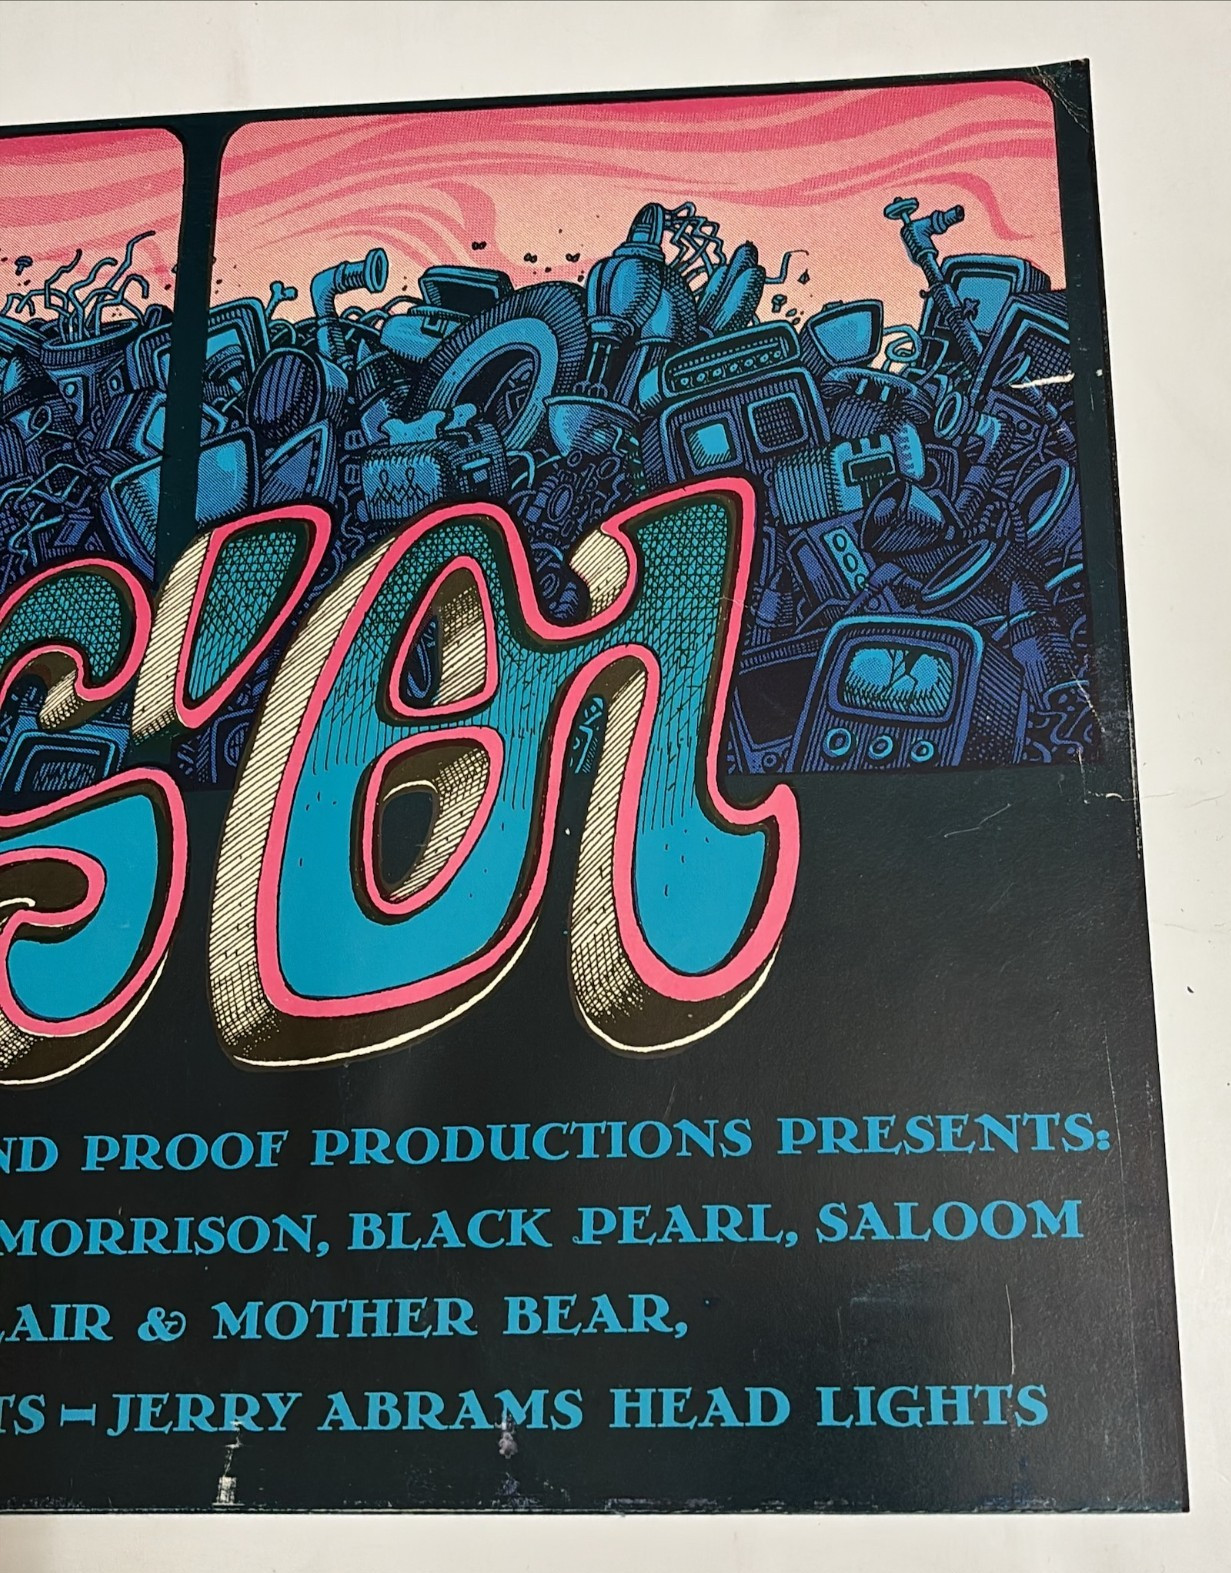 ND PROOF PRODUCTIONS PRESENTS:
MORRISON, BLACK PEARL, SALOOM
LAIR & MOTHER BEAR,
TS – JERRY ABRAMS HEAD LIGHTS